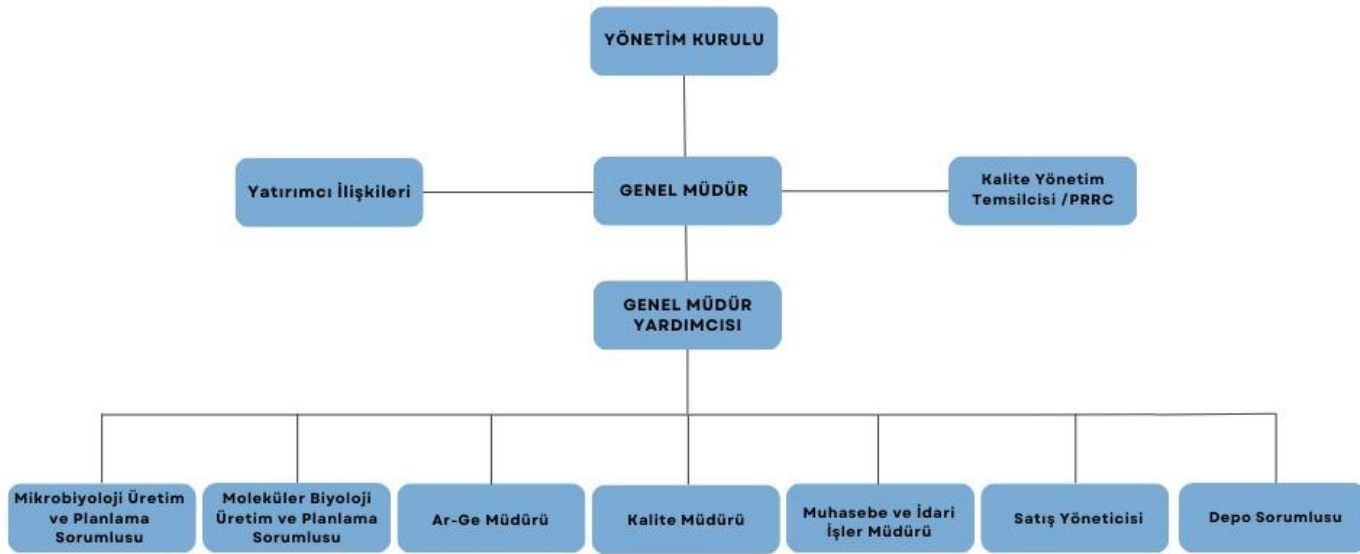 YÖNETİM KURULU
Yatırımcı İlişkileri
GENEL MÜDÜR
Kalite Yönetim
Temsilcisi /PRRC
GENEL MÜDÜR
YARDIMCISI
Mikrobiyoloji Üretim
ve Planlama
Sorumlusu
Moleküler Biyoloji
Üretim ve Planlama
Sorumlusu
Ar-Ge Müdürü
Kalite Müdürü
Muhasebe ve İdari
İşler Müdürü
Satış Yöneticisi
Depo Sorumlusu